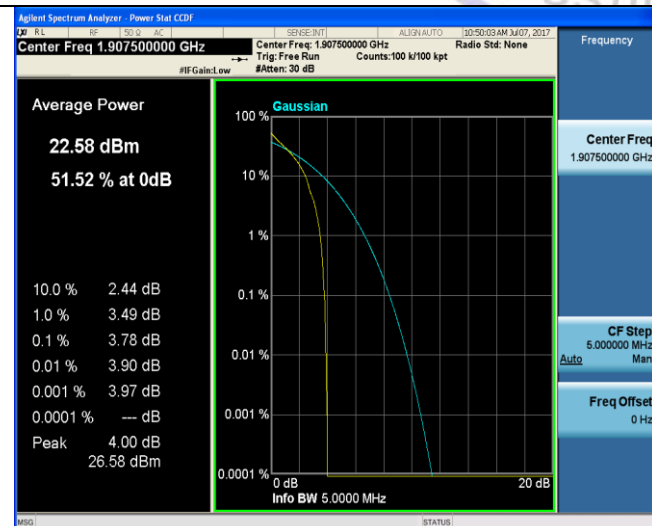 Agilent Spectrum Analyzer - Power Stat CCDF
LXI RL RF 50 Ω AC SENSE:INT ALIGN AUTO 10:50:03 AM Jul 07, 2017
Center Freq 1.907500000 GHz
Center Freq: 1.907500000 GHz Radio Std: None
Trig: Free Run Counts:100 k/100 kpt
#IFGain:Low #Atten: 30 dB
Frequency
Average Power
22.58 dBm
51.52 % at 0dB
10.0 % 2.44 dB
1.0 % 3.49 dB
0.1 % 3.78 dB
0.01 % 3.90 dB
0.001 % 3.97 dB
0.0001 % --- dB
Peak 4.00 dB
26.58 dBm
Gaussian
100 %
10 %
1 %
0.1 %
0.01 %
0.001 %
0.0001 %
0 dB 20 dB
Info BW 5.0000 MHz
Center Freq
1.907500000 GHz
CF Step
5.000000 MHz
Auto Man
Freq Offset
0 Hz
MSG STATUS